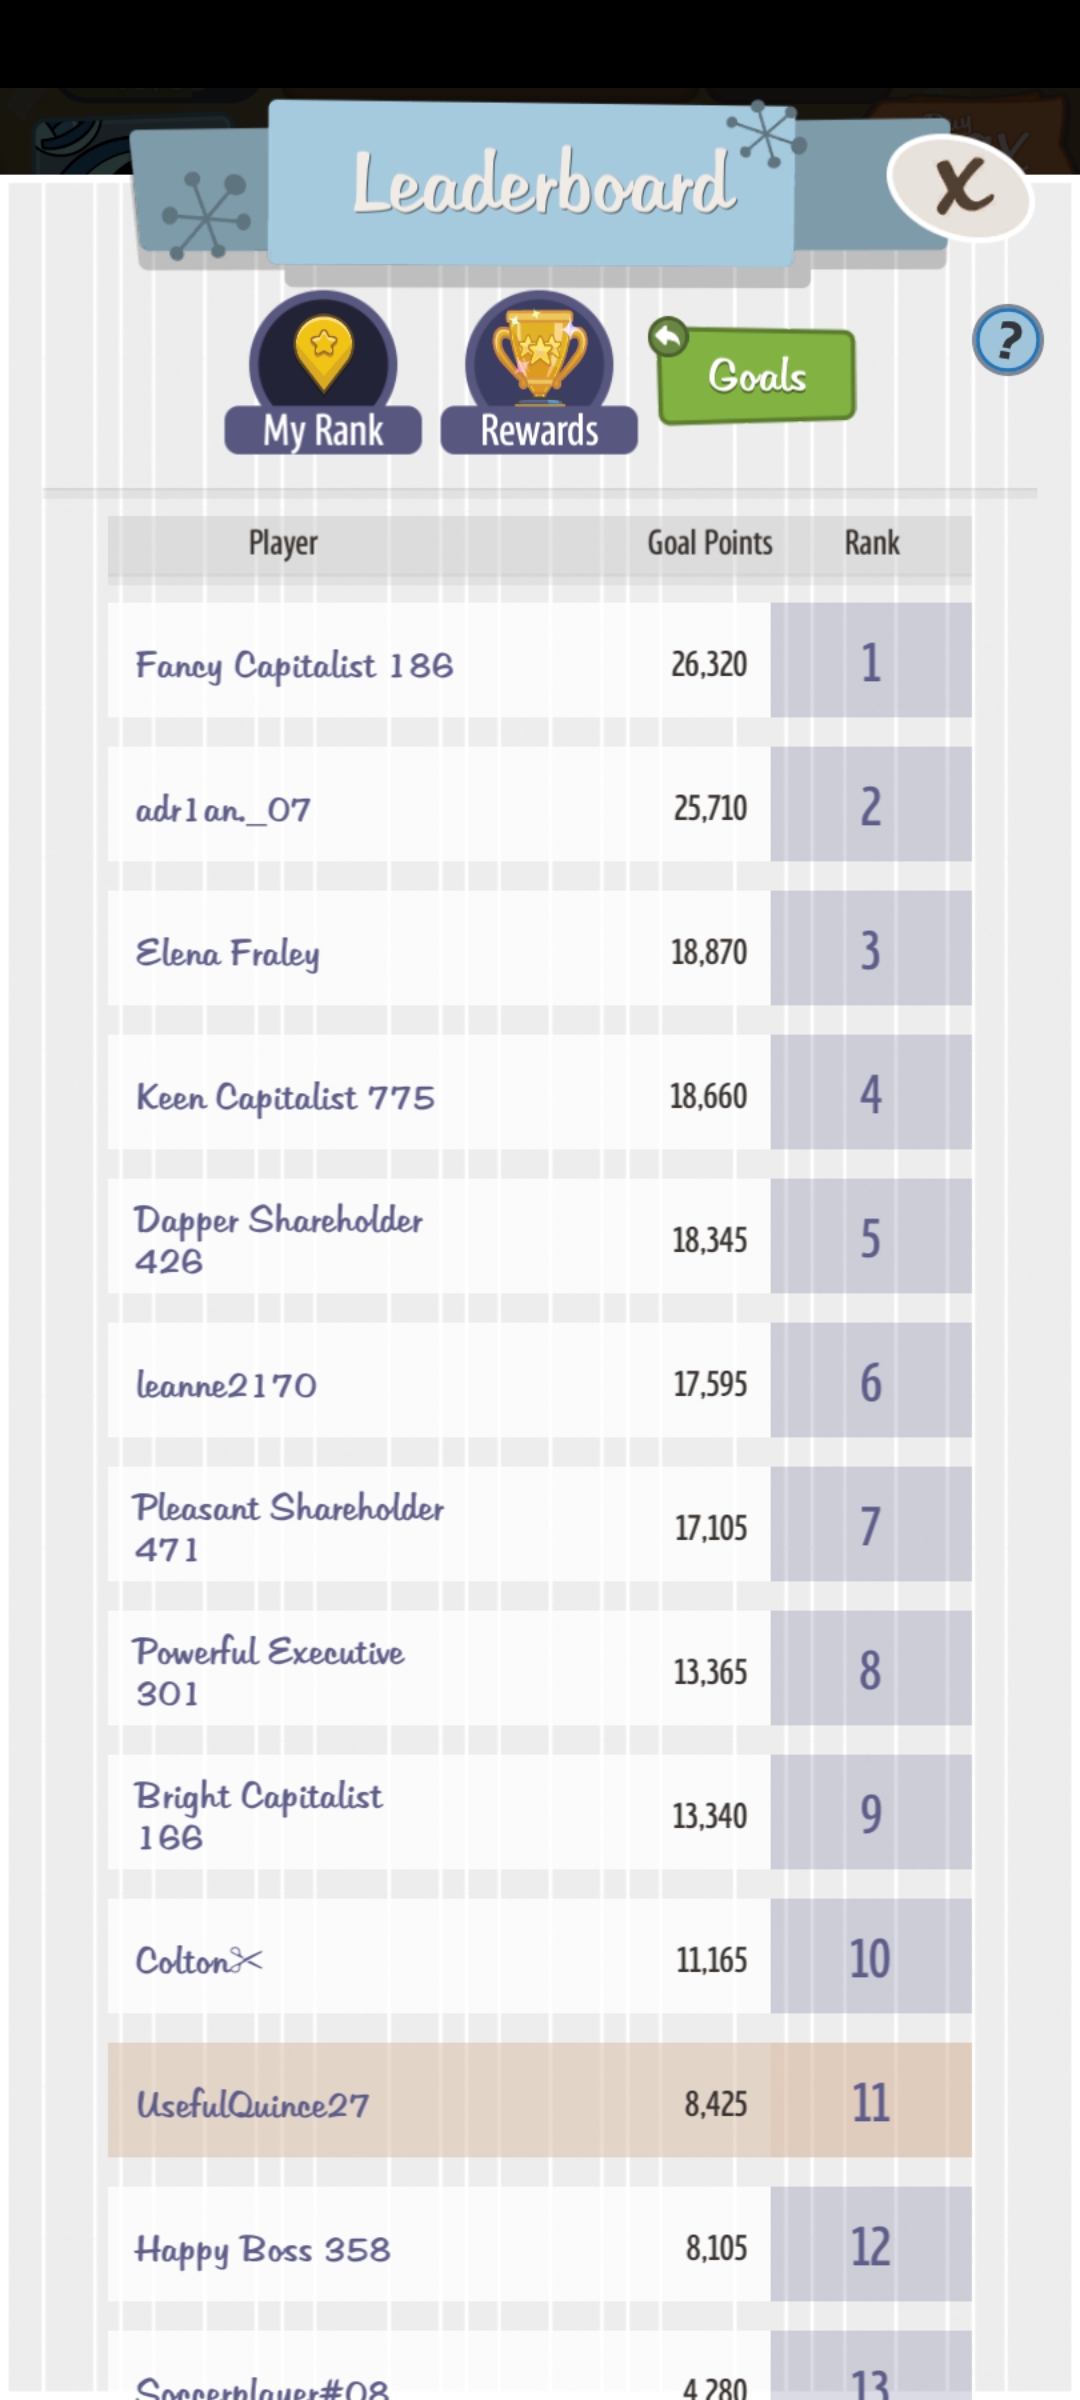 Leaderboard
X
My Rank
Rewards
Goals
?
Player Goal Points Rank
Fancy Capitalist 186 26,320 1
adr1an._07 25,710 2
Elena Fraley 18,870 3
Keen Capitalist 775 18,660 4
Dapper Shareholder
426 18,345 5
leanne2170 17,595 6
Pleasant Shareholder
471 17,105 7
Powerful Executive
301 13,365 8
Bright Capitalist
166 13,340 9
Colton✂ 11,165 10
UsefulQuince27 8,425 11
Happy Boss 358 8,105 12
Soccerplayer#08 4,280 13